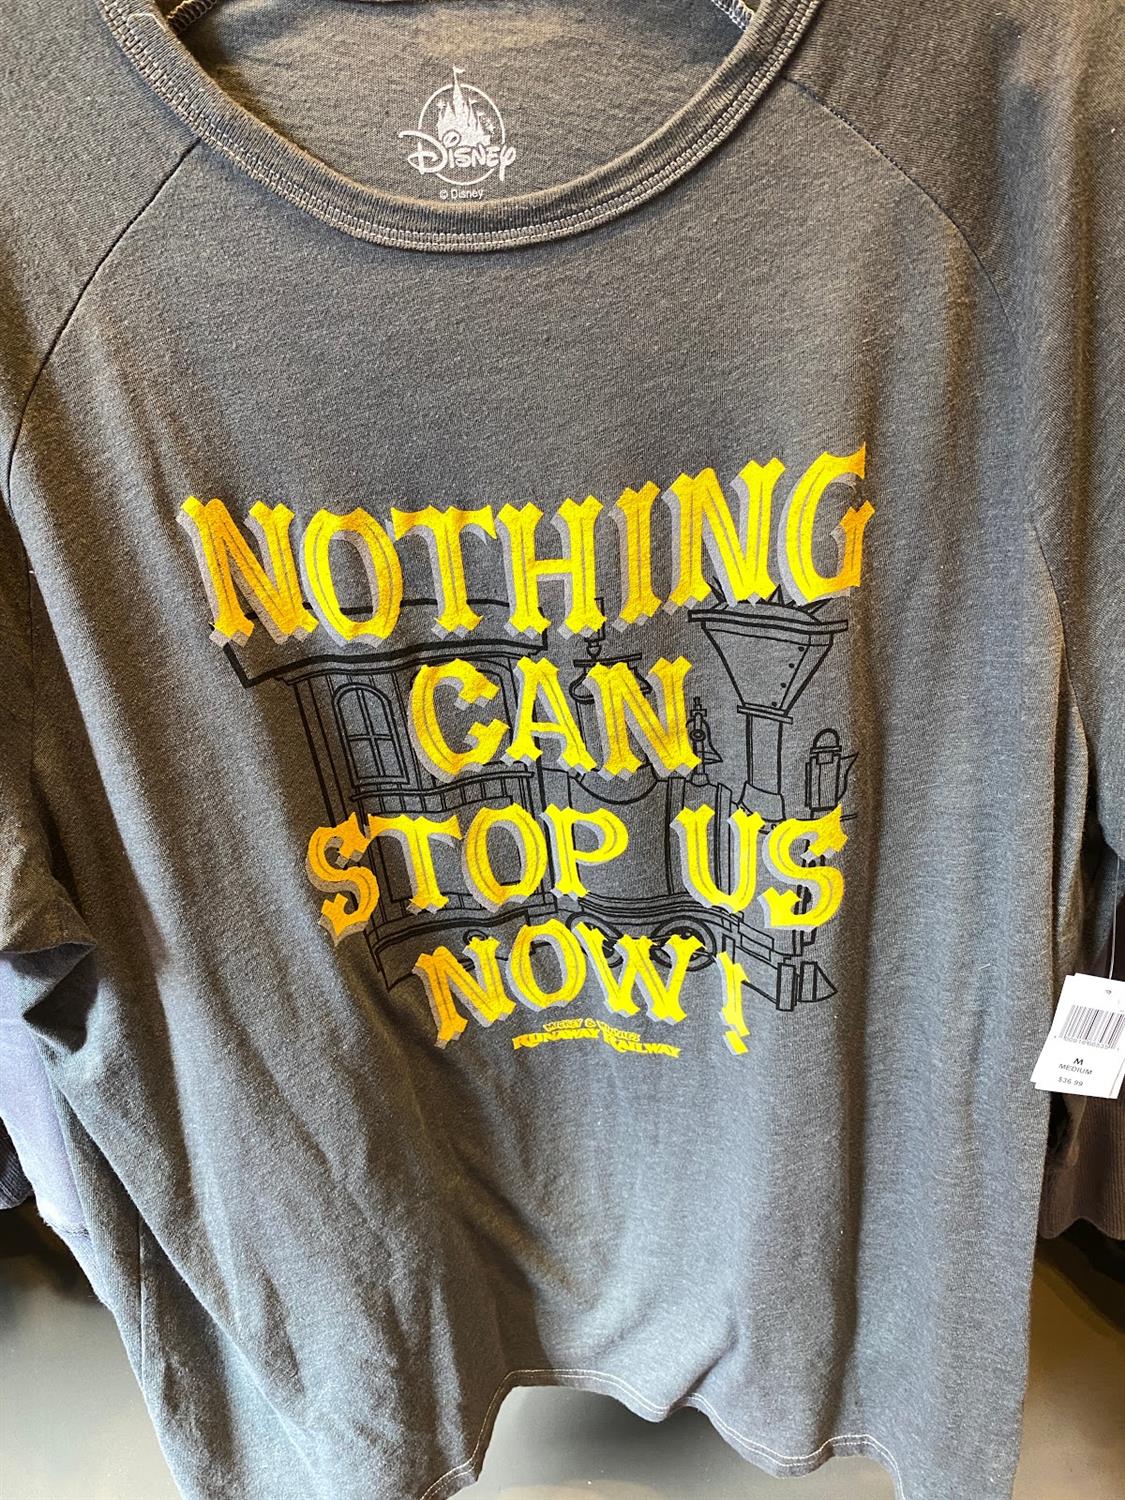 Disney
© Disney
NOTHING
CAN
STOP US
NOW!
MICKEY & MINNIE'S
RUNAWAY RAILWAY
M
MEDIUM
$36.99